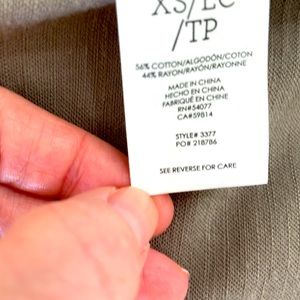 XS/EC
/TP
56% COTTON/ALGODÓN/COTON
44% RAYON/RAYÓN/RAYONNE
MADE IN CHINA
HECHO EN CHINA
FABRIQUÉ EN CHINE
RN#54077
CA#59814
STYLE# 3377
PO# 218786
SEE REVERSE FOR CARE